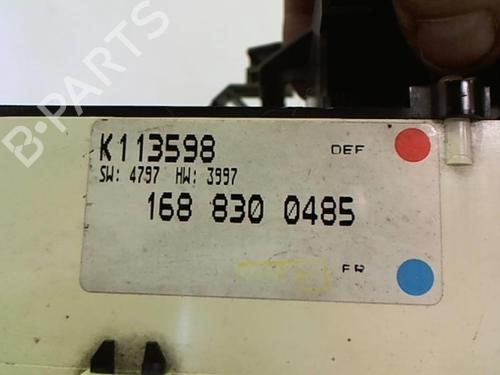 B-PARTS
K113598 DEF
SW: 4797 HW: 3997
168 830 0485
FR